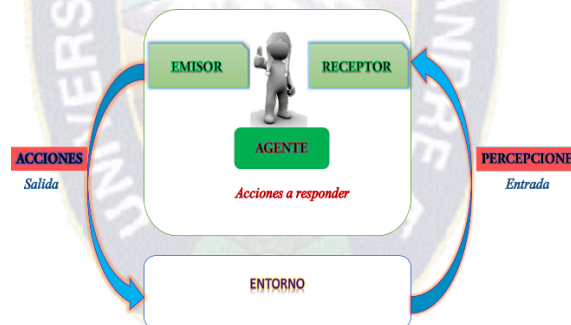 EMISOR
RECEPTOR
AGENTE
ACCIONES
Salida
PERCEPCIONE
Entrada
Acciones a responder
ENTORNO